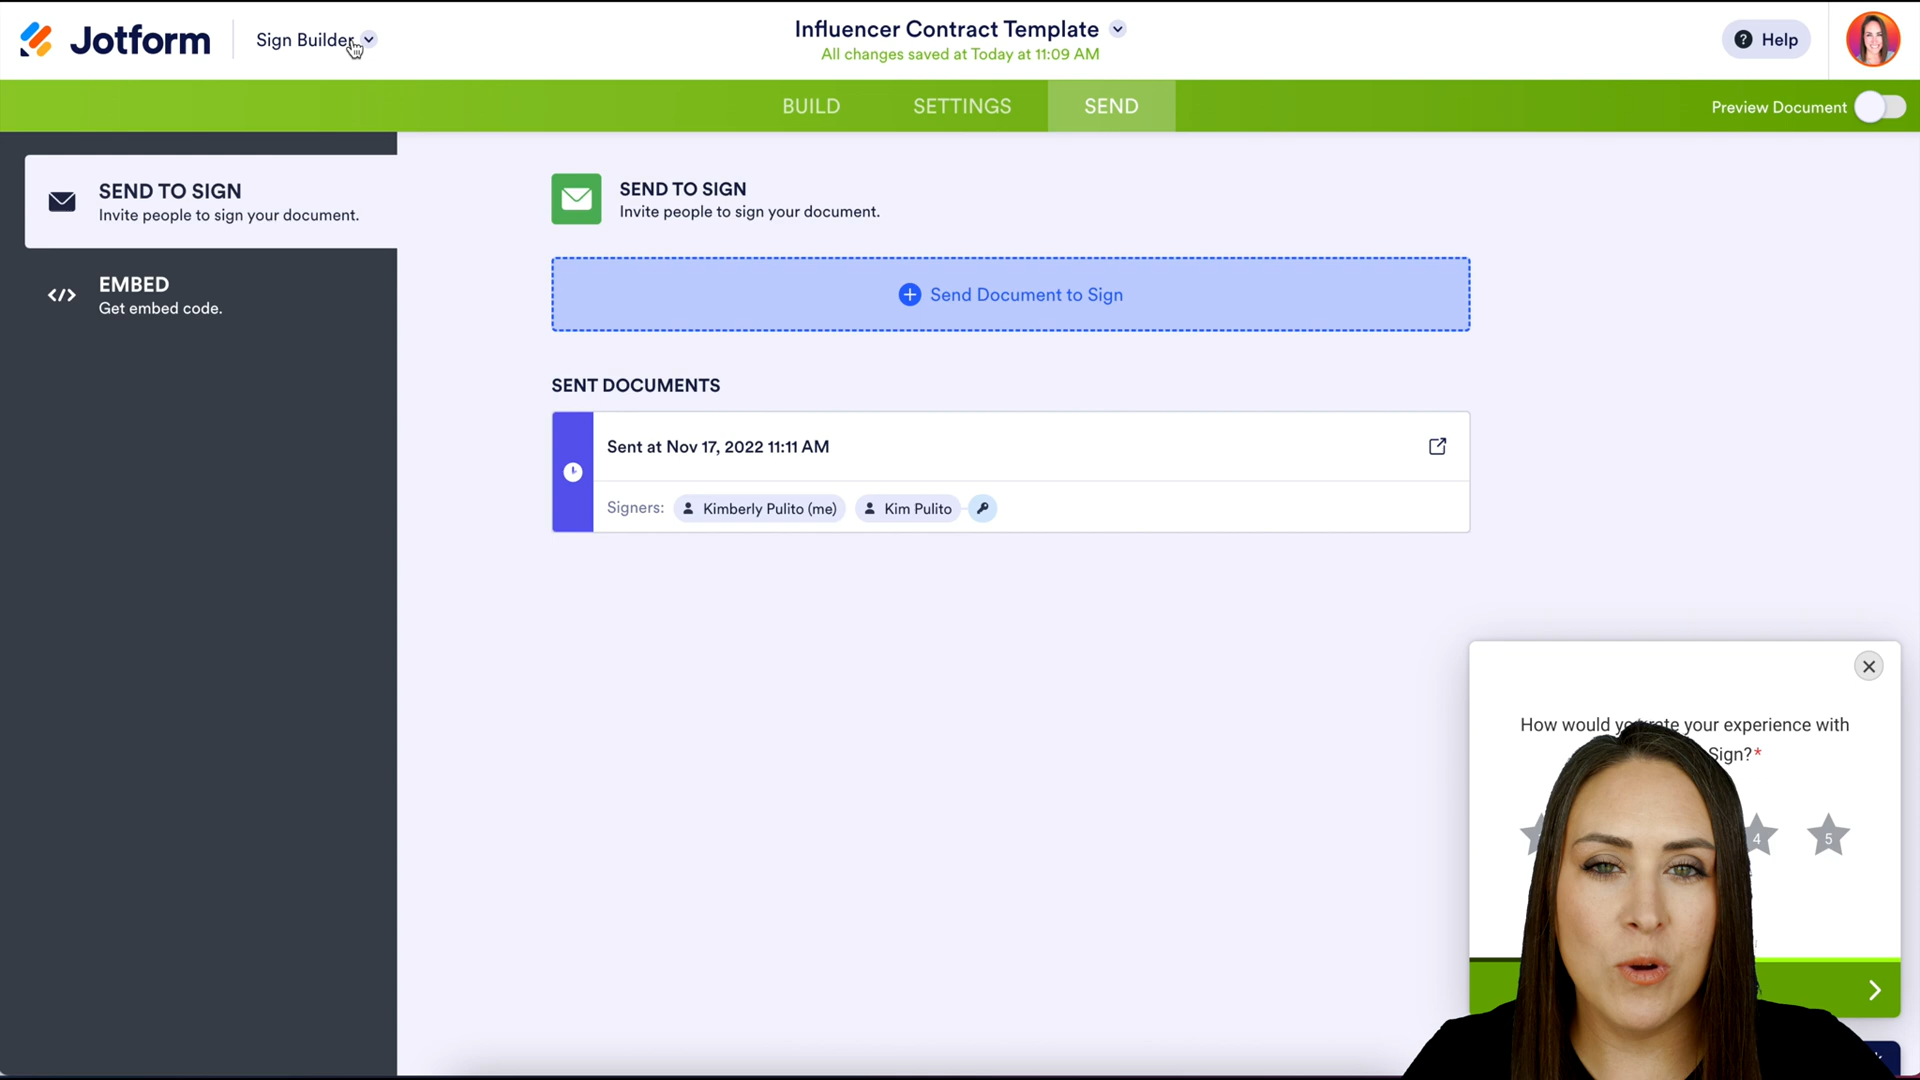 Jotform
Sign Builder
Influencer Contract Template
All changes saved at Today at 11:09 AM
Help
BUILD
SETTINGS
SEND
Preview Document
SEND TO SIGN
Invite people to sign your document.
EMBED
Get embed code.
SEND TO SIGN
Invite people to sign your document.
Send Document to Sign
SENT DOCUMENTS
Sent at Nov 17, 2022 11:11 AM
Signers: Kimberly Pulito (me) Kim Pulito
How would your experience with
Sign?*
4 5